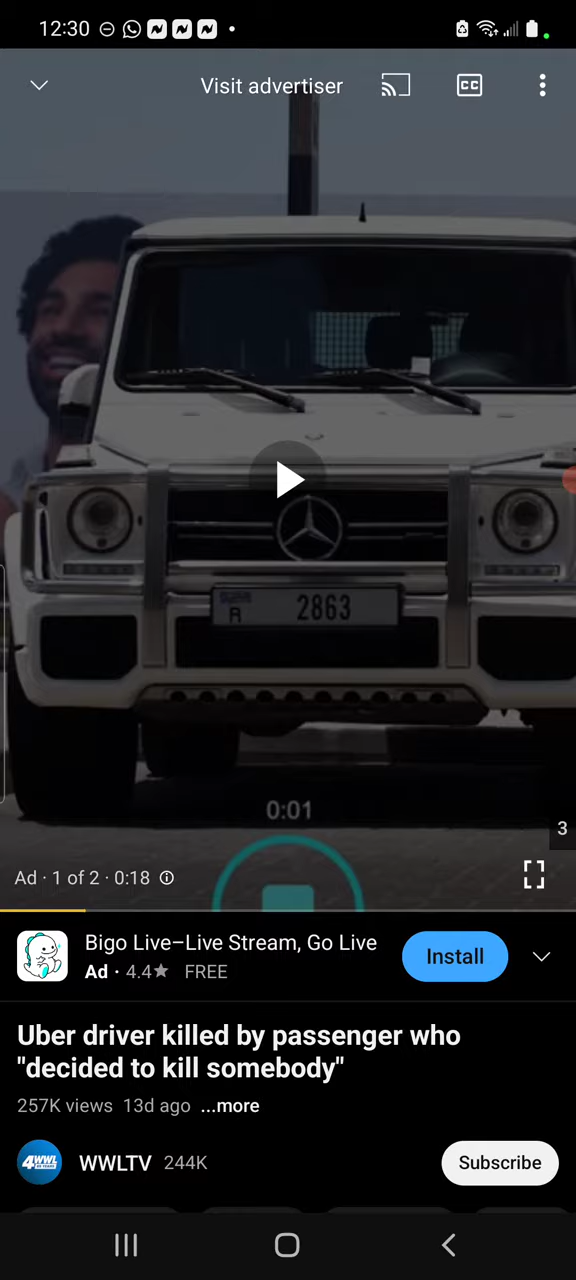 12:30
Visit advertiser
CC
R 2863
0:01
3
Ad · 1 of 2 · 0:18
Bigo Live–Live Stream, Go Live
Install
Ad · 4.4★ FREE
Uber driver killed by passenger who
"decided to kill somebody"
257K views 13d ago ...more
4WWL
WWLTV 244K
Subscribe